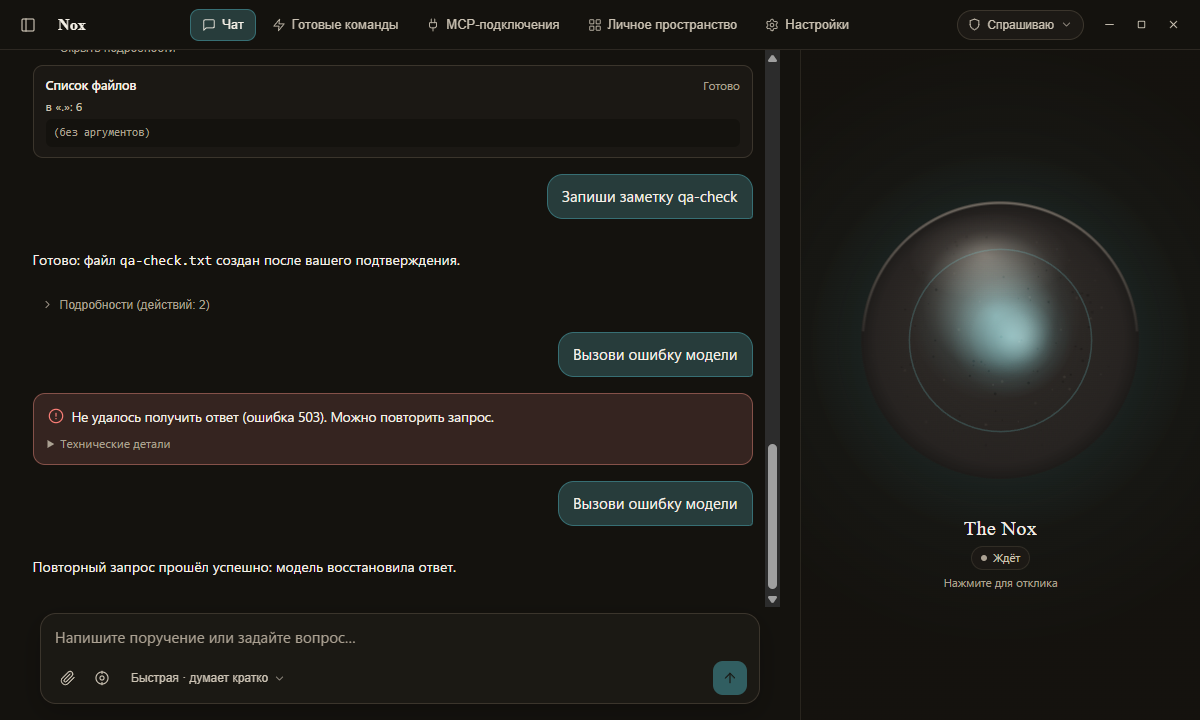 Nox
Чат
Готовые команды
MCP-подключения
Личное пространство
Настройки
Спрашиваю
Скрыть подробности
Список файлов
Готово
в «.»: 6
(без аргументов)
Запиши заметку qa-check
Готово: файл qa-check.txt создан после вашего подтверждения.
Подробности (действий: 2)
Вызови ошибку модели
Не удалось получить ответ (ошибка 503). Можно повторить запрос.
Технические детали
Вызови ошибку модели
Повторный запрос прошёл успешно: модель восстановила ответ.
Напишите поручение или задайте вопрос...
Быстрая · думает кратко
The Nox
Ждёт
Нажмите для отклика